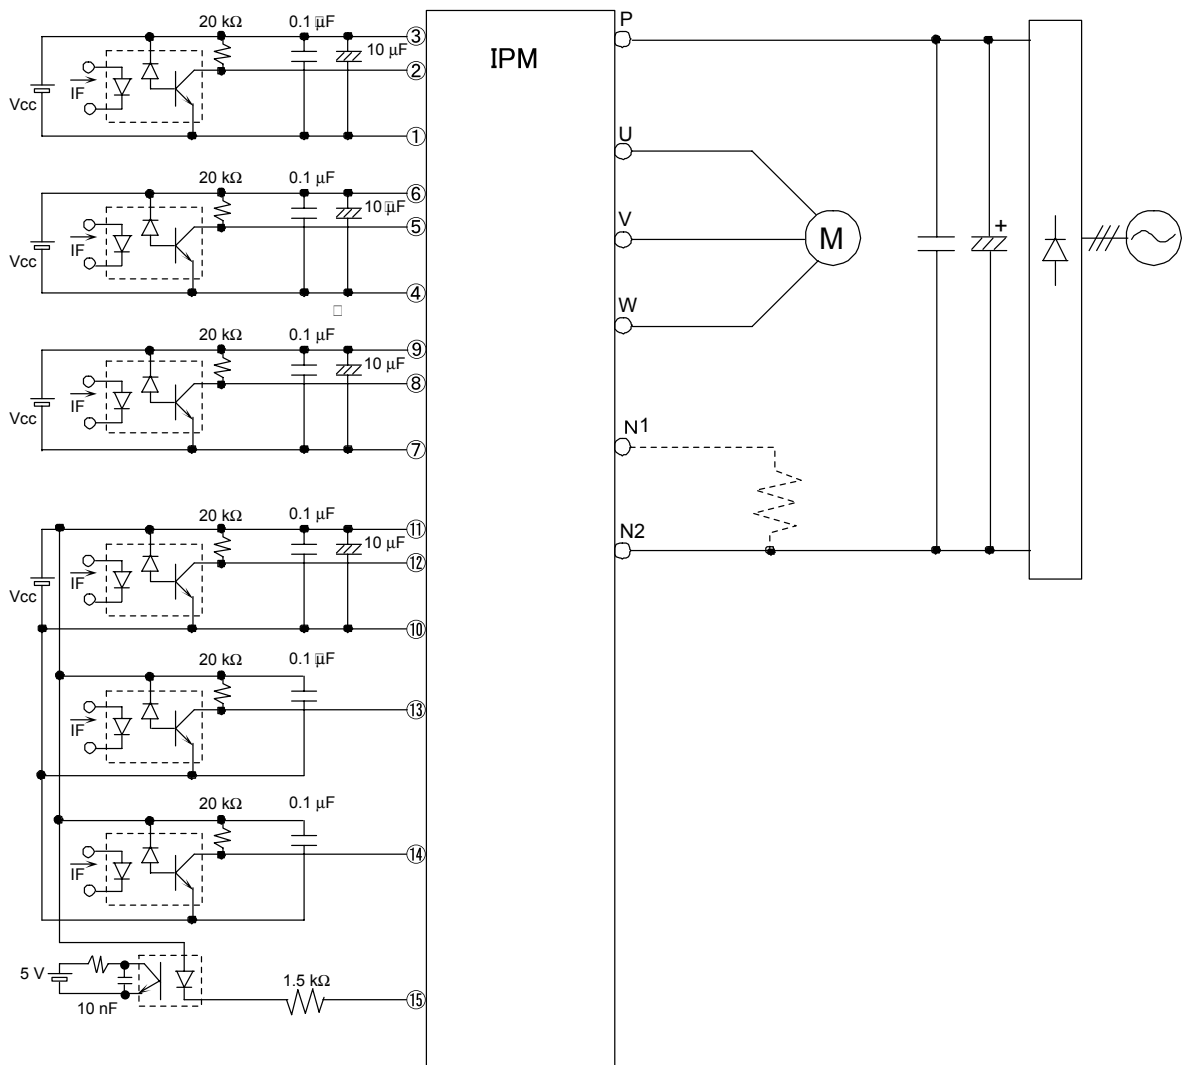 20 kΩ 0.1 μF
③
10 μF
②
IF
Vcc
①
20 kΩ 0.1 μF
⑥
10 μF
⑤
IF
Vcc
④
20 kΩ 0.1 μF
⑨
10 μF
⑧
IF
Vcc
⑦
20 kΩ 0.1 μF
⑪
10 μF
⑫
IF
Vcc
⑩
20 kΩ 0.1 μF
⑬
IF
20 kΩ 0.1 μF
⑭
IF
5 V
10 nF
1.5 kΩ
⑮
IPM
P
U
V
M
W
N1
N2
+